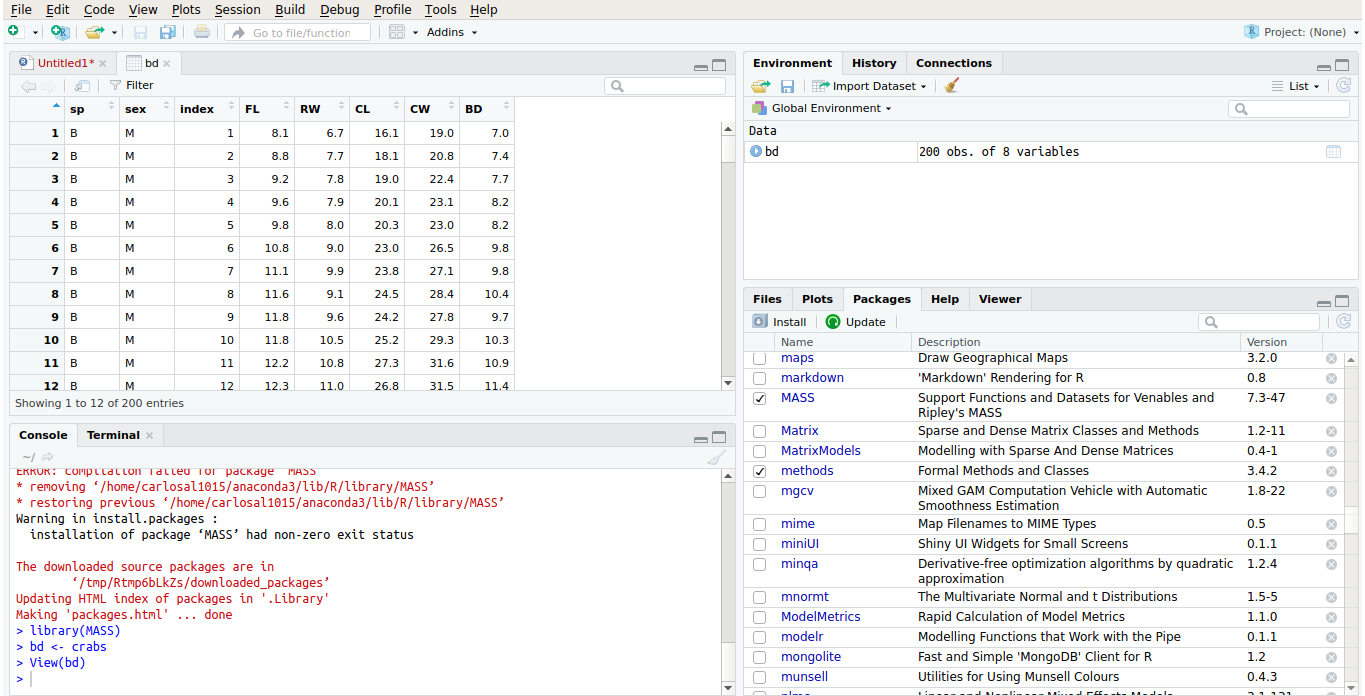 File Edit Code View Plots Session Build Debug Profile Tools Help
Go to file/function Addins Project: (None)
Untitled1* bd
Filter
sp sex index FL RW CL CW BD
1 B M 1 8.1 6.7 16.1 19.0 7.0
2 B M 2 8.8 7.7 18.1 20.8 7.4
3 B M 3 9.2 7.8 19.0 22.4 7.7
4 B M 4 9.6 7.9 20.1 23.1 8.2
5 B M 5 9.8 8.0 20.3 23.0 8.2
6 B M 6 10.8 9.0 23.0 26.5 9.8
7 B M 7 11.1 9.9 23.8 27.1 9.8
8 B M 8 11.6 9.1 24.5 28.4 10.4
9 B M 9 11.8 9.6 24.2 27.8 9.7
10 B M 10 11.8 10.5 25.2 29.3 10.3
11 B M 11 12.2 10.8 27.3 31.6 10.9
12 B M 12 12.3 11.0 26.8 31.5 11.4
Showing 1 to 12 of 200 entries
Console Terminal
~/
ERROR: compilation failed for package ‘MASS’
* removing ‘/home/carlosal1015/anaconda3/lib/R/library/MASS’
* restoring previous ‘/home/carlosal1015/anaconda3/lib/R/library/MASS’
Warning in install.packages :
installation of package ‘MASS’ had non-zero exit status
The downloaded source packages are in
‘/tmp/Rtmp6bLkZs/downloaded_packages’
Updating HTML index of packages in '.Library'
Making 'packages.html' ... done
> library(MASS)
> bd <- crabs
> View(bd)
>
Environment History Connections
Import Dataset List
Global Environment
Data
bd 200 obs. of 8 variables
Files Plots Packages Help Viewer
Install Update
Name Description Version
maps Draw Geographical Maps 3.2.0
markdown 'Markdown' Rendering for R 0.8
MASS Support Functions and Datasets for Venables and 7.3-47
Ripley's MASS
Matrix Sparse and Dense Matrix Classes and Methods 1.2-11
MatrixModels Modelling with Sparse And Dense Matrices 0.4-1
methods Formal Methods and Classes 3.4.2
mgcv Mixed GAM Computation Vehicle with Automatic 1.8-22
Smoothness Estimation
mime Map Filenames to MIME Types 0.5
miniUI Shiny UI Widgets for Small Screens 0.1.1
minqa Derivative-free optimization algorithms by quadratic 1.2.4
approximation
mnormt The Multivariate Normal and t Distributions 1.5-5
ModelMetrics Rapid Calculation of Model Metrics 1.1.0
modelr Modelling Functions that Work with the Pipe 0.1.1
mongolite Fast and Simple 'MongoDB' Client for R 1.2
munsell Utilities for Using Munsell Colours 0.4.3
nlme Linear and Nonlinear Mixed Effects Models 3.1-131